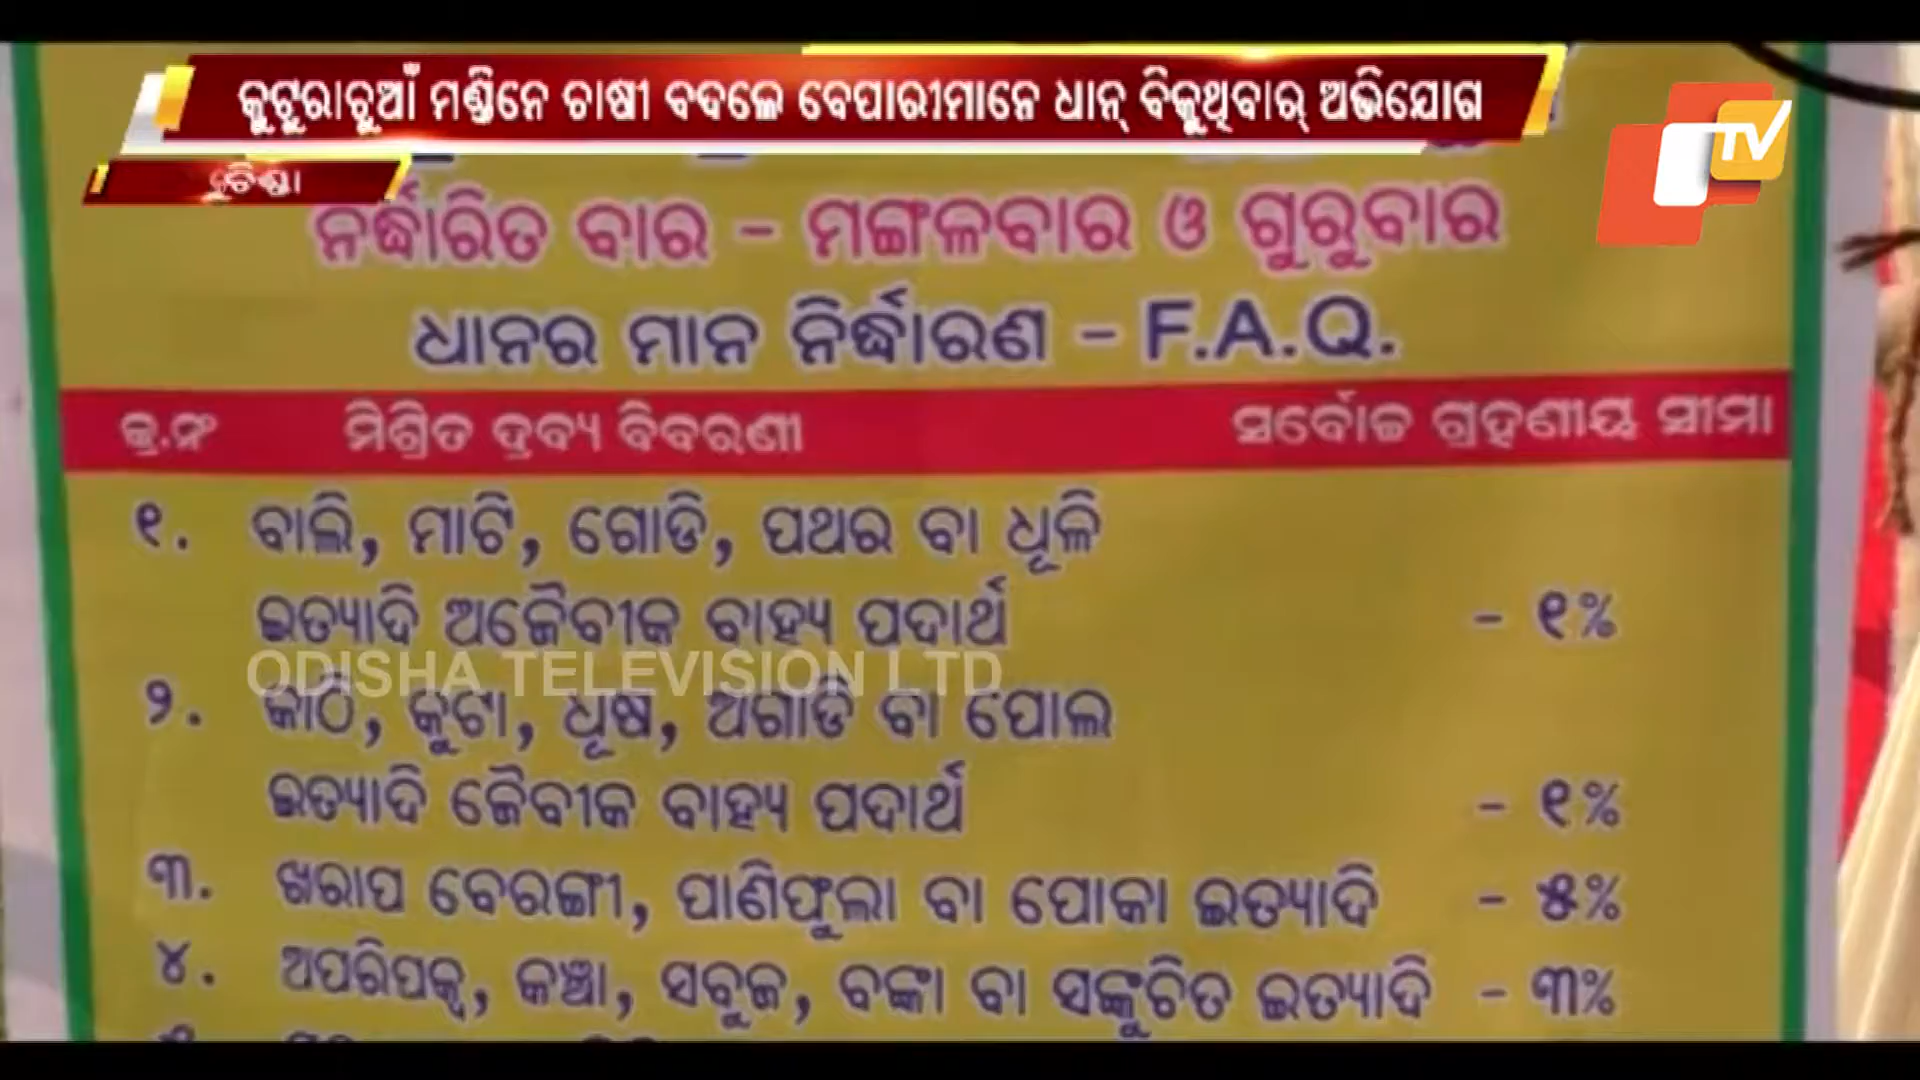 କୁଟୁରାଚୁଆଁ ମଣ୍ଡିନେ ଚାଷୀ ବଦଲେ ବେପାରୀମାନେ ଧାନ୍ ବିକୁଥିବାର୍ ଅଭିଯୋଗ
TV
ନର୍ଦ୍ଧାରିତ ବାର - ମଙ୍ଗଳବାର ଓ ଗୁରୁବାର
ଧାନର ମାନ ନିର୍ଦ୍ଧାରଣ - F.A.Q.
କ୍ର.ନଂ ମିଶ୍ରିତ ଦ୍ରବ୍ୟ ବିବରଣୀ ସର୍ବୋଚ୍ଚ ଗ୍ରହଣୀୟ ସୀମା
୧. ବାଲି, ମାଟି, ଗୋଡି, ପଥର ବା ଧୂଳି
ଇତ୍ୟାଦି ଅଜୈବୀକ ବାହ୍ୟ ପଦାର୍ଥ - ୧%
ODISHA TELEVISION LTD
୨. କାଠି, କୁଟା, ଧୂଷ, ଅଗାଡି ବା ପୋଲ
ଇତ୍ୟାଦି ଜୈବୀକ ବାହ୍ୟ ପଦାର୍ଥ - ୧%
୩. ଖରାପ ବେରଙ୍ଗୀ, ପାଣିଫୁଲା ବା ପୋକା ଇତ୍ୟାଦି - ୫%
୪. ଅପରିପକ୍ୱ, କଞ୍ଚା, ସବୁଜ, ବଙ୍କା ବା ସଙ୍କୁଚିତ ଇତ୍ୟାଦି - ୩%